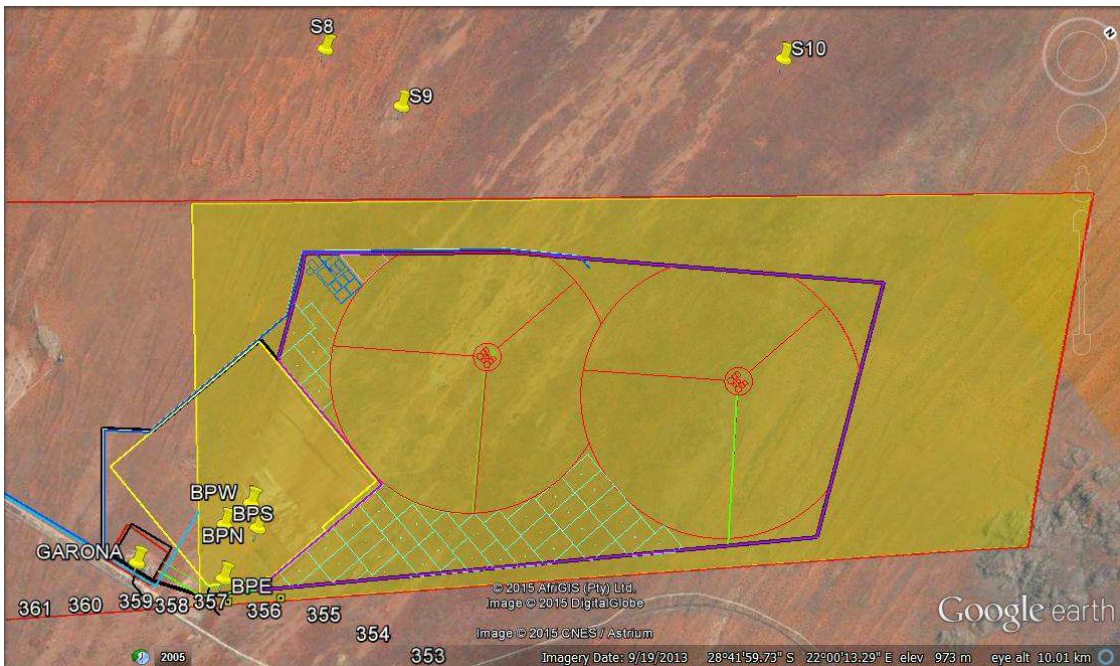 S8
S9
S10
N
BPW
BPS
BPN
GARONA
BPE
361 360 359 358 357 356 355
354
353
© 2015 AfriGIS (Pty) Ltd.
Image © 2015 DigitalGlobe
Image © 2015 CNES / Astrium
Google earth
2005
Imagery Date: 9/19/2013 28°41'59.73" S 22°00'13.29" E elev 973 m eye alt 10.01 km